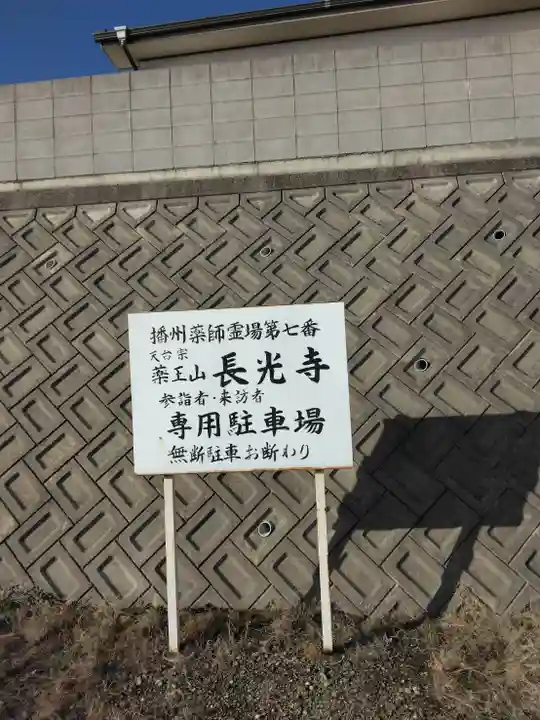 播州薬師霊場第七番
天台宗
薬王山 長光寺
参詣者・来訪者
専用駐車場
無断駐車お断わり